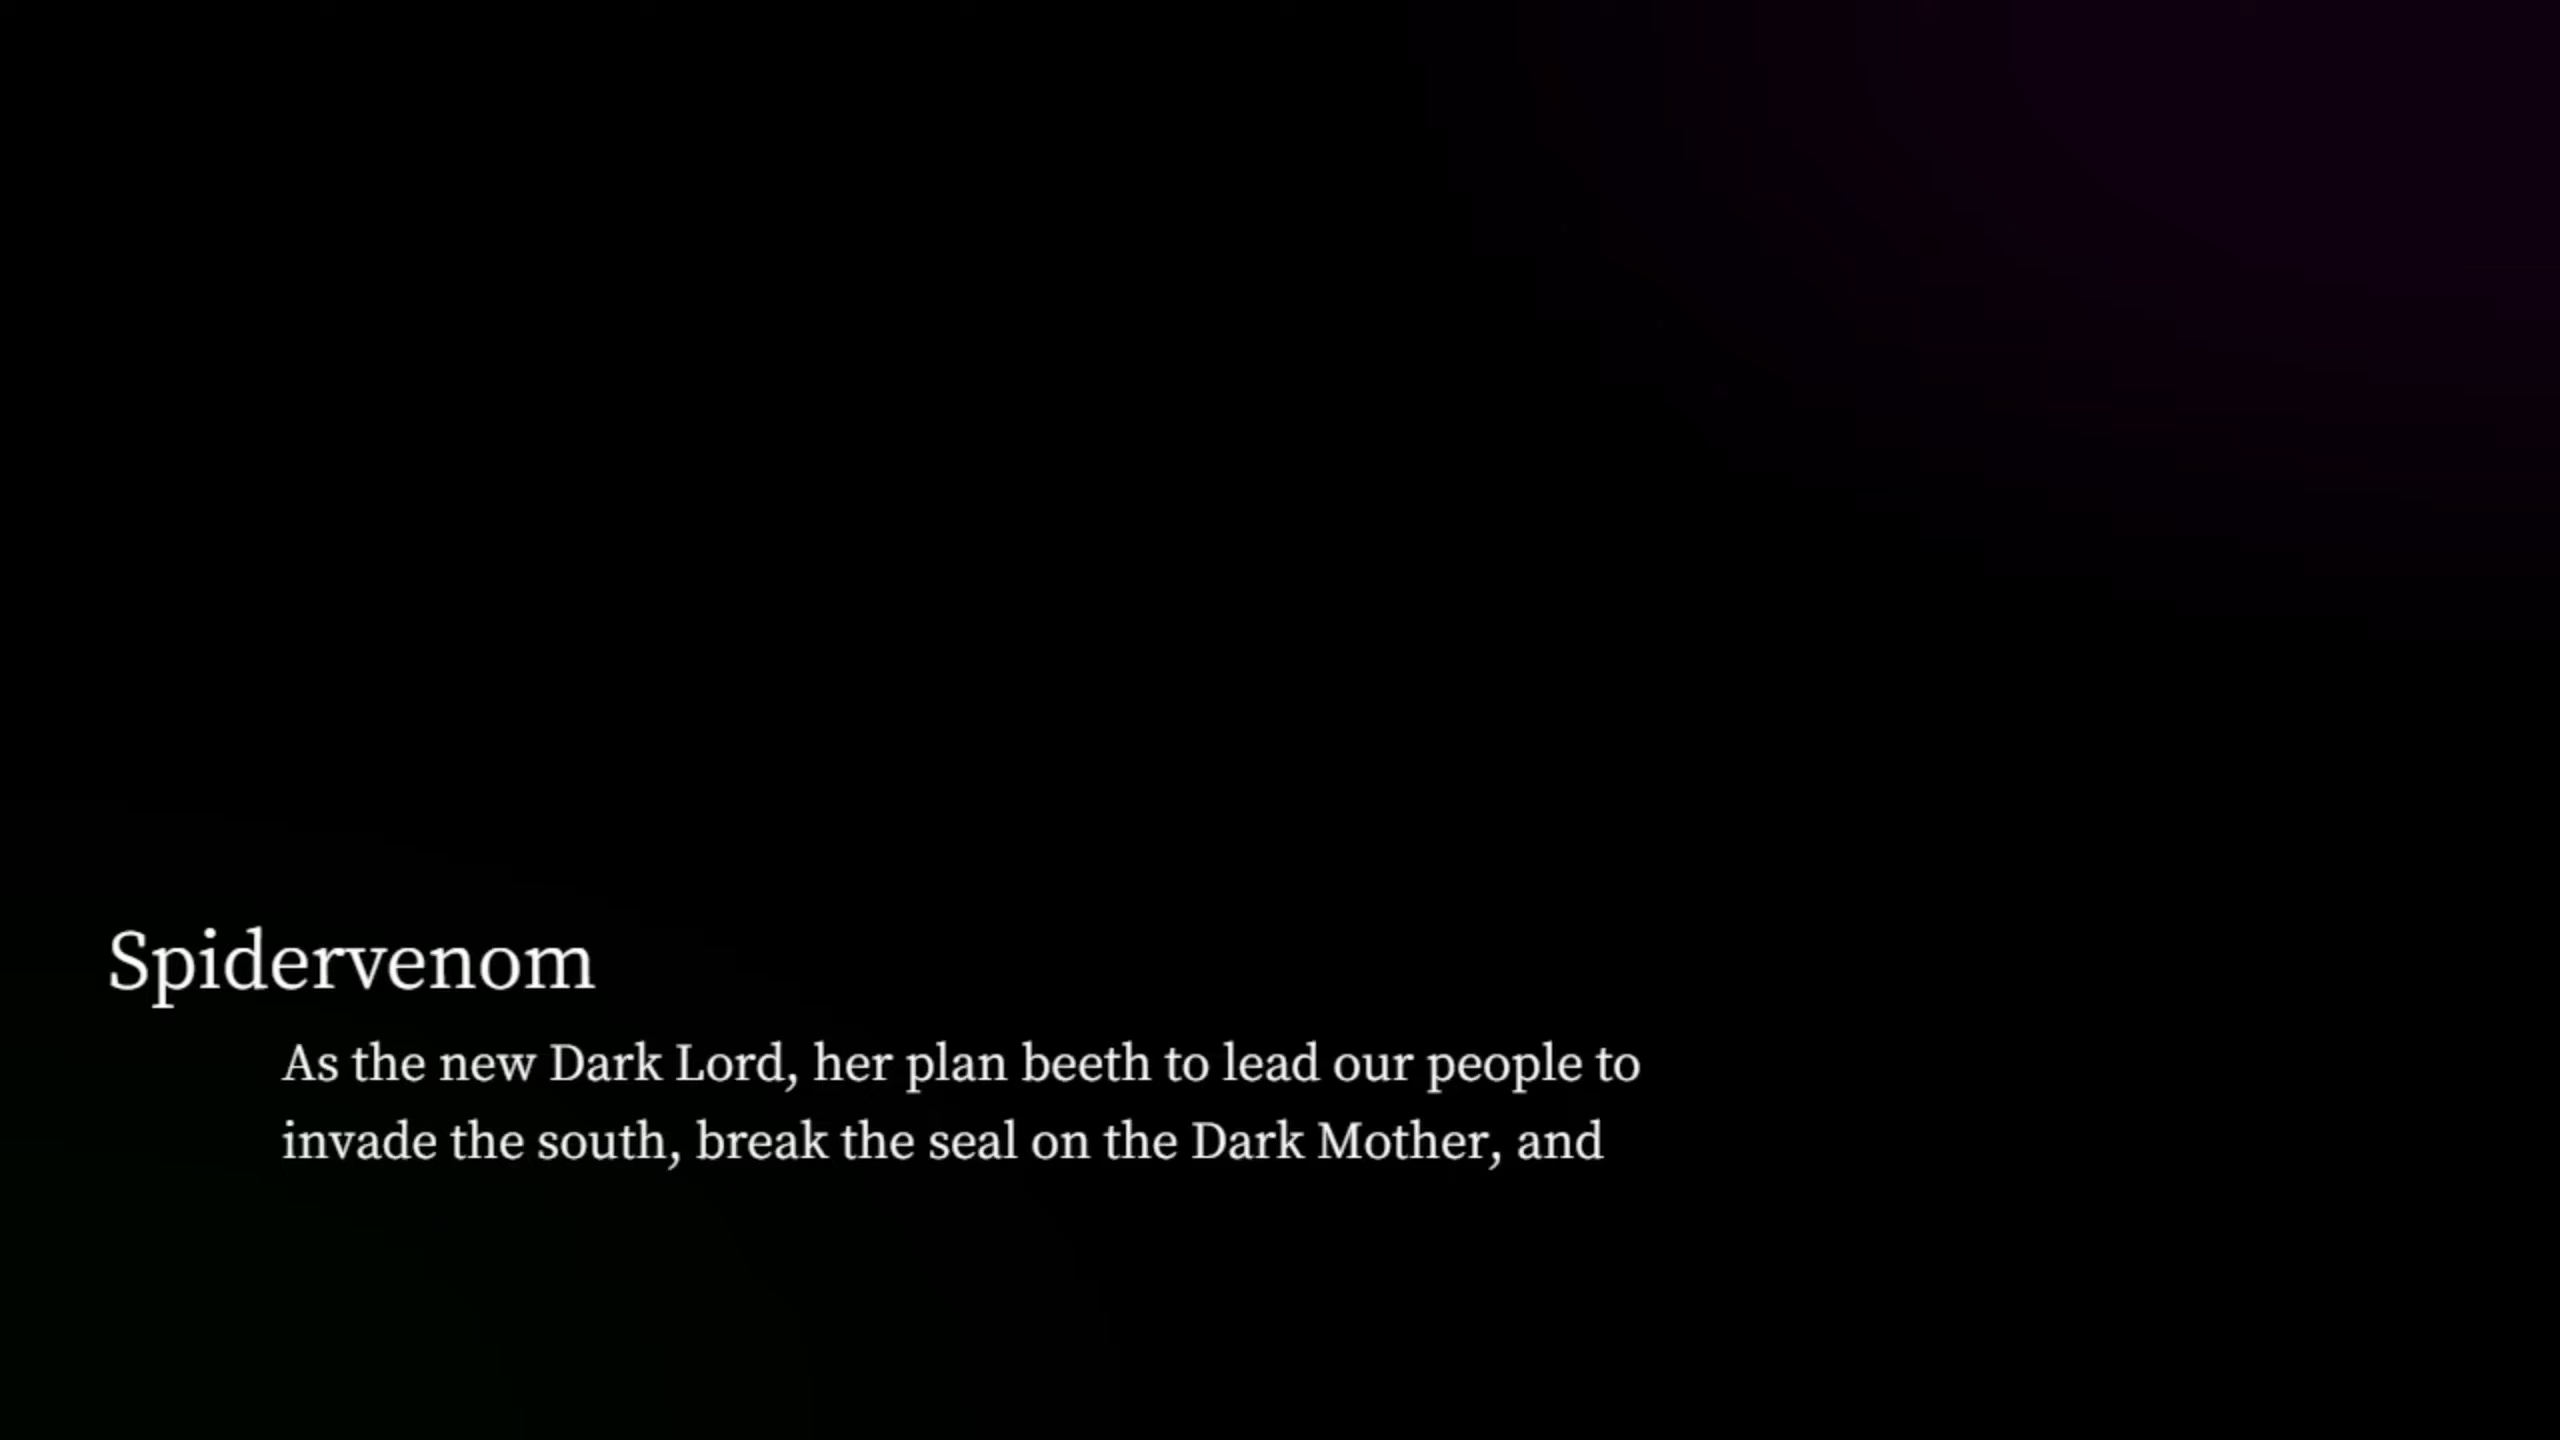 Spidervenom
As the new Dark Lord, her plan beeth to lead our people to
invade the south, break the seal on the Dark Mother, and